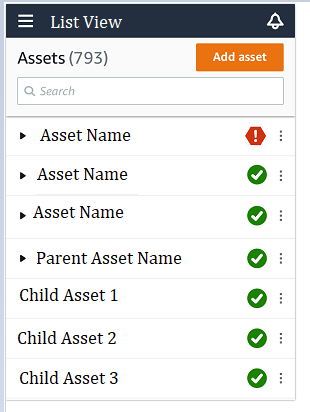 List View
Assets (793)
Add asset
Search
Asset Name
Asset Name
Asset Name
Parent Asset Name
Child Asset 1
Child Asset 2
Child Asset 3